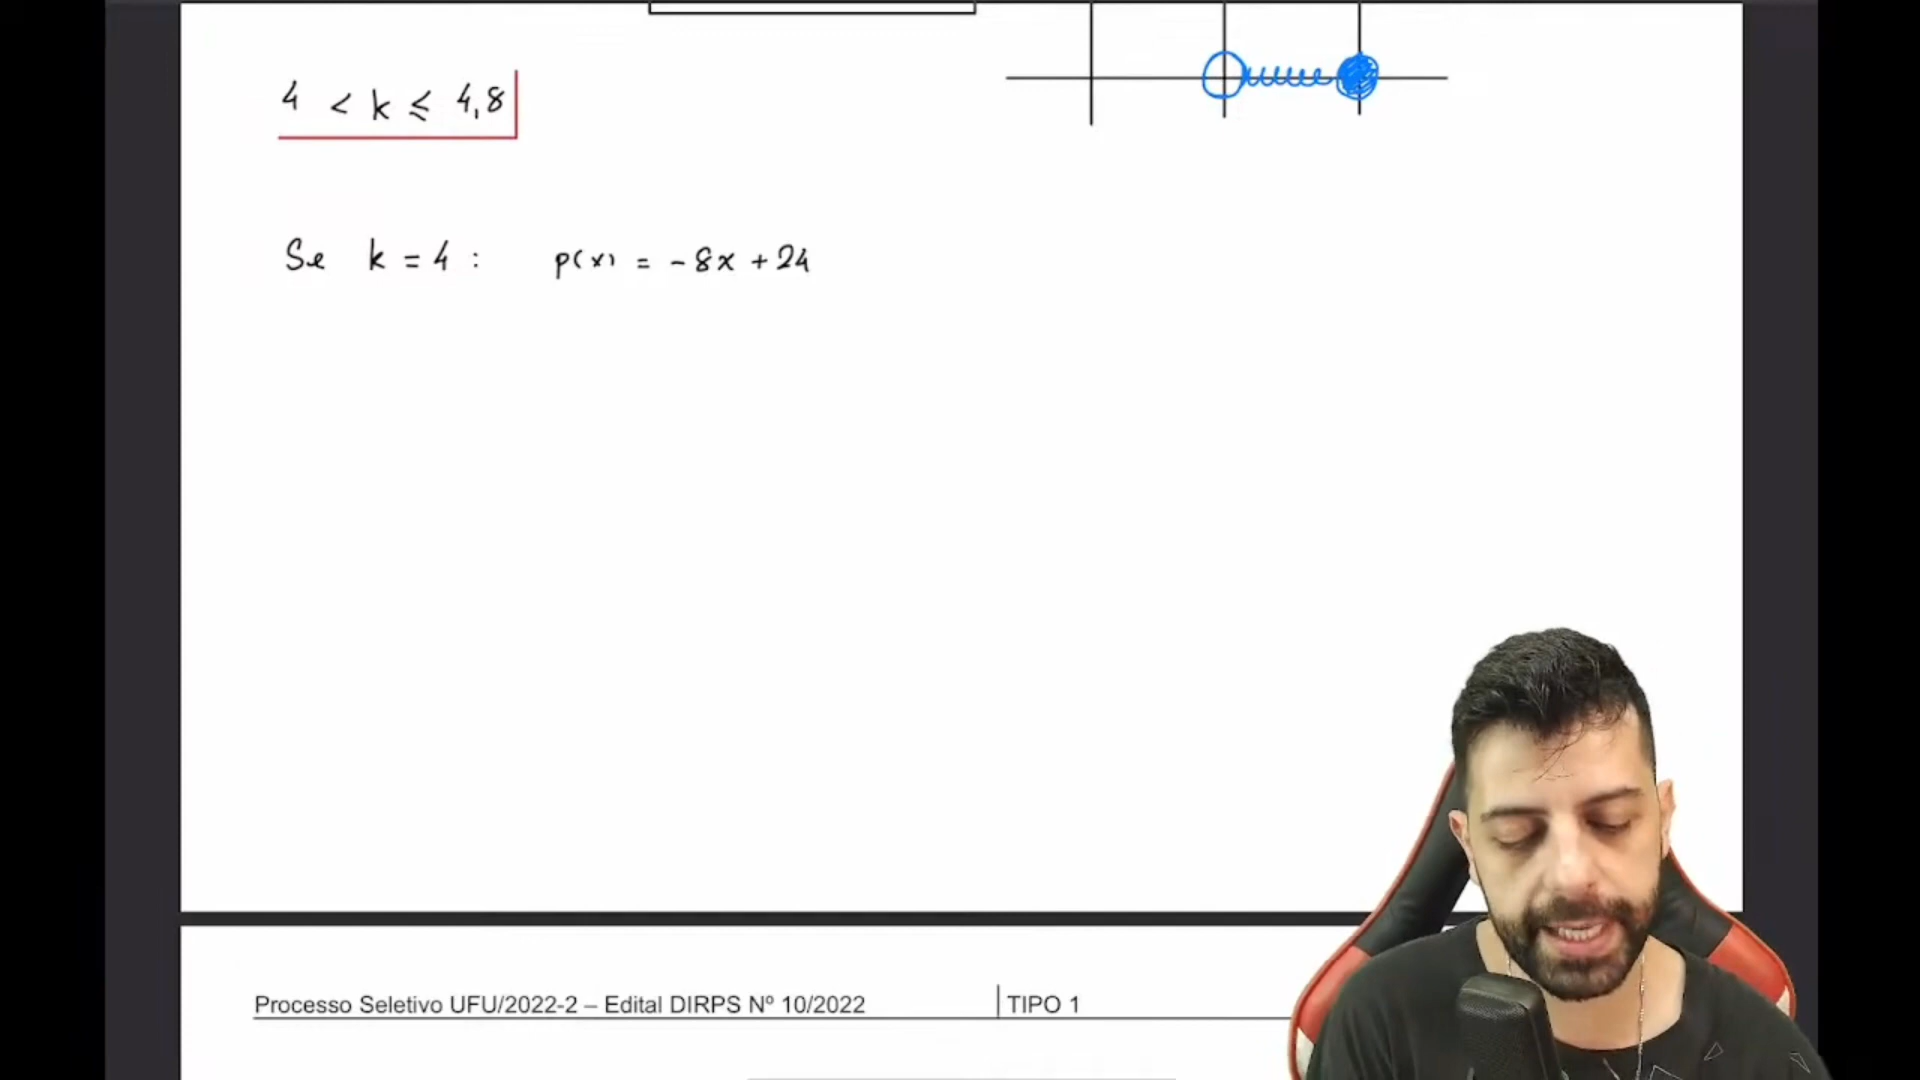 4 < k ⩽ 4,8
Se k = 4 : p(x) = -8x + 24
Processo Seletivo UFU/2022-2 – Edital DIRPS Nº 10/2022 TIPO 1